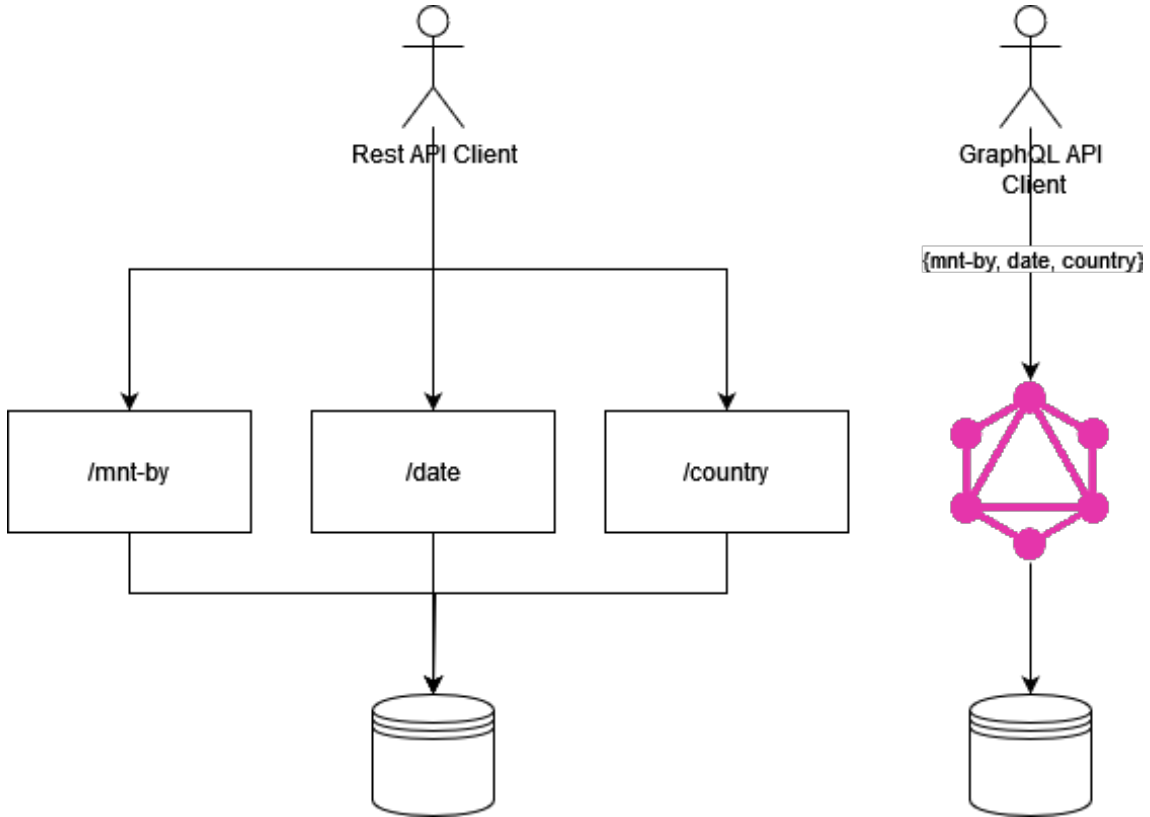 Rest API Client
GraphQL API
Client
{mnt-by, date, country}
/mnt-by
/date
/country